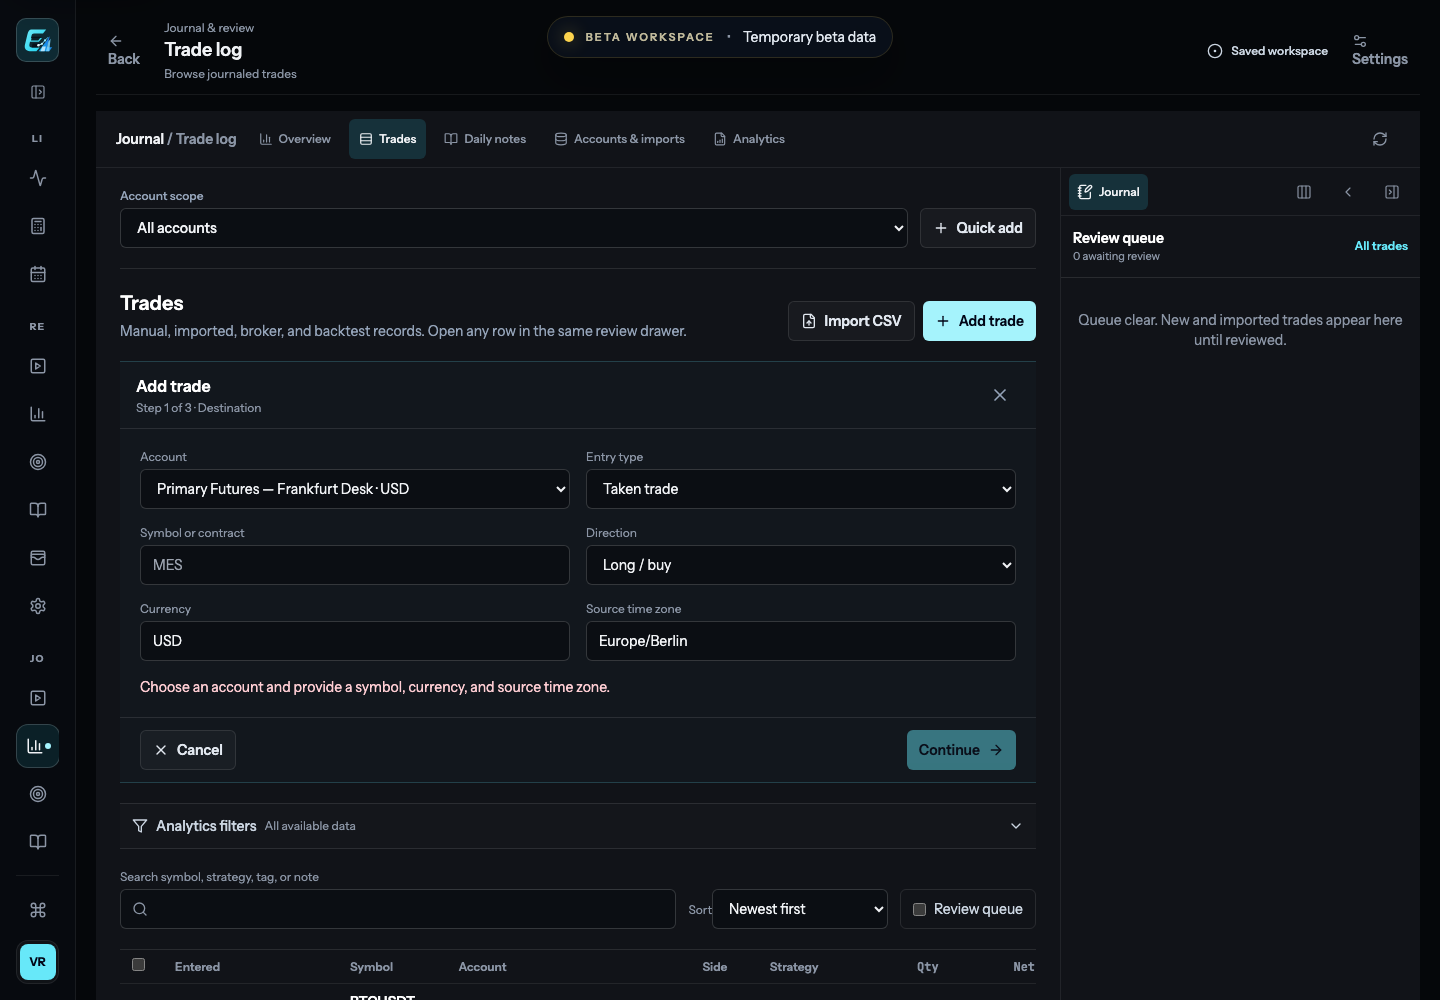 Back
Journal & review
Trade log
Browse journaled trades
BETA WORKSPACE • Temporary beta data
Saved workspace
Settings
LI
RE
JO
VR
Journal / Trade log
Overview
Trades
Daily notes
Accounts & imports
Analytics
Account scope
All accounts
Quick add
Trades
Manual, imported, broker, and backtest records. Open any row in the same review drawer.
Import CSV
Add trade
Add trade
Step 1 of 3 · Destination
Account
Primary Futures — Frankfurt Desk · USD
Entry type
Taken trade
Symbol or contract
MES
Direction
Long / buy
Currency
USD
Source time zone
Europe/Berlin
Choose an account and provide a symbol, currency, and source time zone.
Cancel
Continue
Analytics filters All available data
Search symbol, strategy, tag, or note
Sort
Newest first
Review queue
Entered Symbol Account Side Strategy Qty Net
BTCUSDT
Journal
Review queue
0 awaiting review
All trades
Queue clear. New and imported trades appear here
until reviewed.